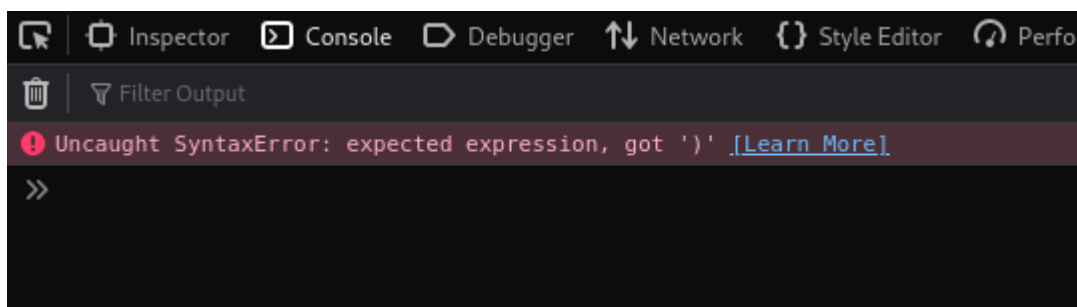 Inspector Console Debugger Network {} Style Editor Perfo
Filter Output
Uncaught SyntaxError: expected expression, got ')' [Learn More]
»